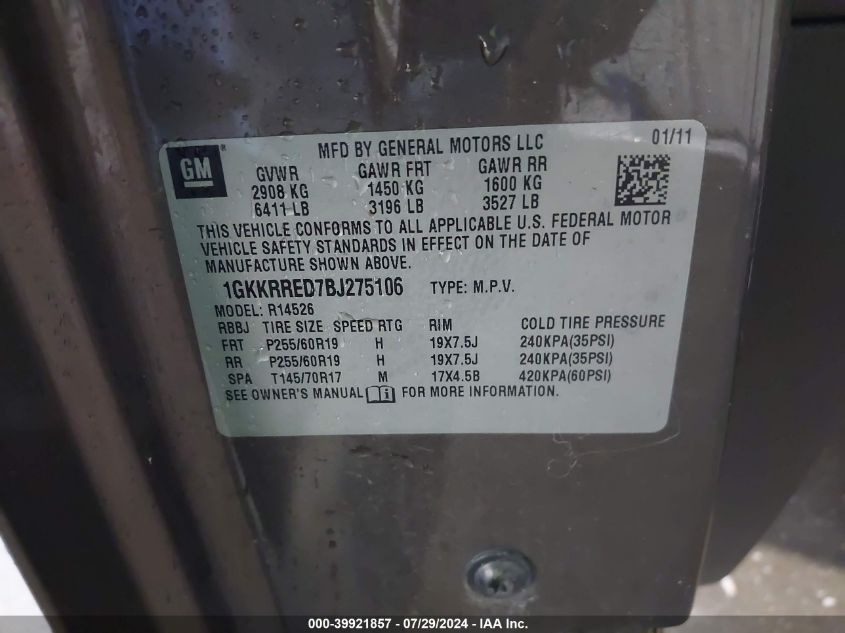 GM
®
MFD BY GENERAL MOTORS LLC
01/11
GVWR GAWR FRT GAWR RR
2908 KG 1450 KG 1600 KG
6411 LB 3196 LB 3527 LB
THIS VEHICLE CONFORMS TO ALL APPLICABLE U.S. FEDERAL MOTOR
VEHICLE SAFETY STANDARDS IN EFFECT ON THE DATE OF
MANUFACTURE SHOWN ABOVE.
1GKKRRED7BJ275106 TYPE: M.P.V.
MODEL: R14526
RBBJ TIRE SIZE SPEED RTG RIM COLD TIRE PRESSURE
FRT P255/60R19 H 19X7.5J 240KPA(35PSI)
RR P255/60R19 H 19X7.5J 240KPA(35PSI)
SPA T145/70R17 M 17X4.5B 420KPA(60PSI)
SEE OWNER'S MANUAL i FOR MORE INFORMATION.
000-39921857 / 07/29/2024 / © IAA, Inc.